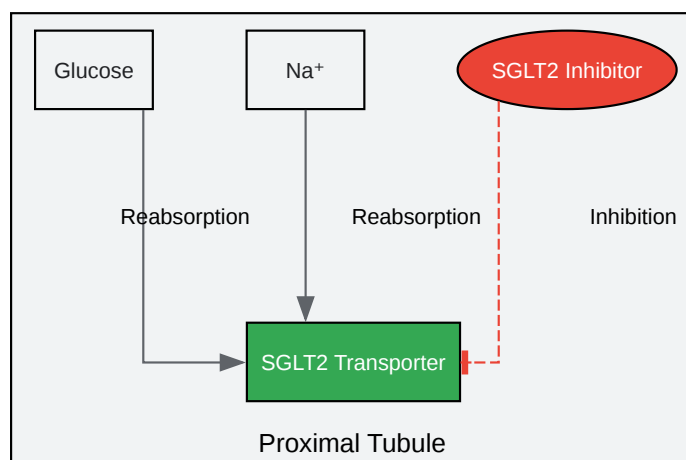 Glucose
Na⁺
SGLT2 Inhibitor
Reabsorption
Reabsorption
Inhibition
SGLT2 Transporter
Proximal Tubule